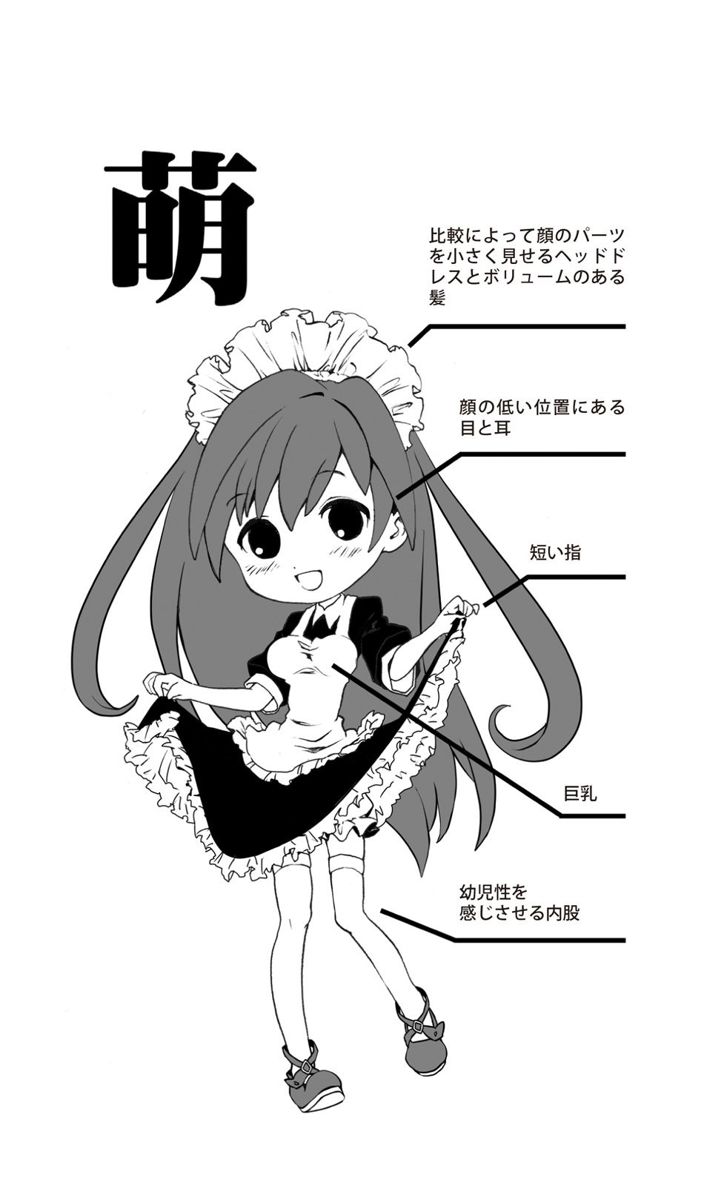 萌
比較によって顔のパーツ
を小さく見せるヘッドド
レスとボリュームのある
髪
顔の低い位置にある
目と耳
短い指
巨乳
幼児性を
感じさせる内股